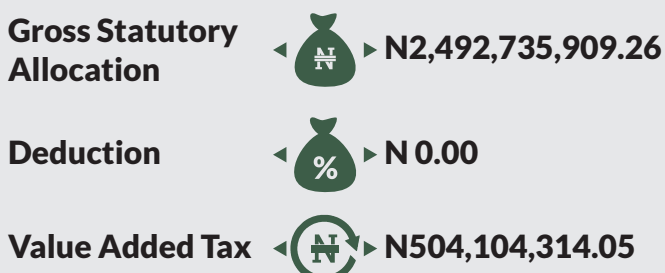 Gross Statutory
Allocation
₦
N2,492,735,909.26
Deduction
%
N 0.00
Value Added Tax
₦
N504,104,314.05